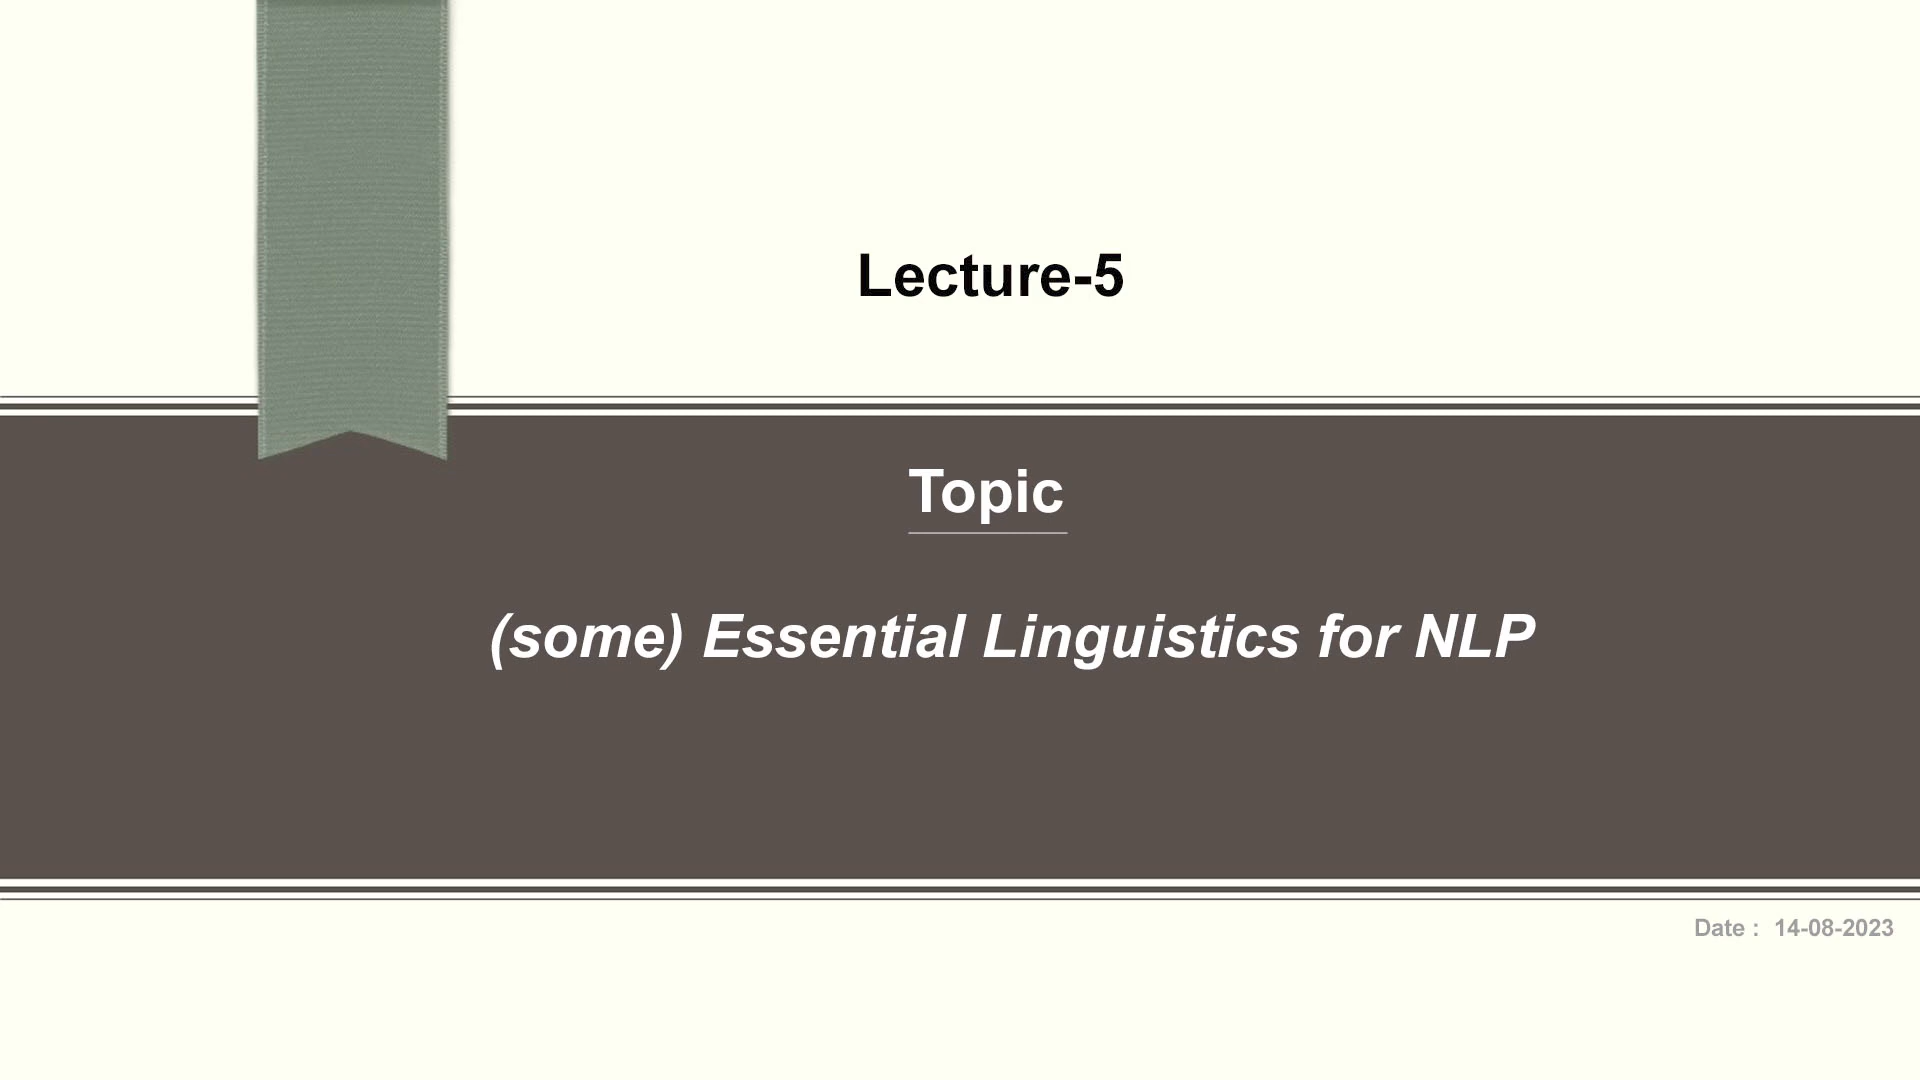 Lecture-5
Topic
(some) Essential Linguistics for NLP
Date : 14-08-2023